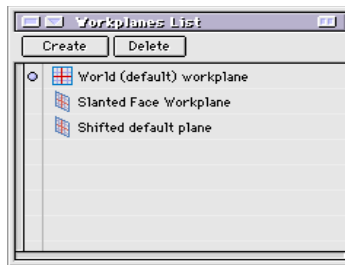 Workplanes List
Create Delete
World (default) workplane
Slanted Face Workplane
Shifted default plane